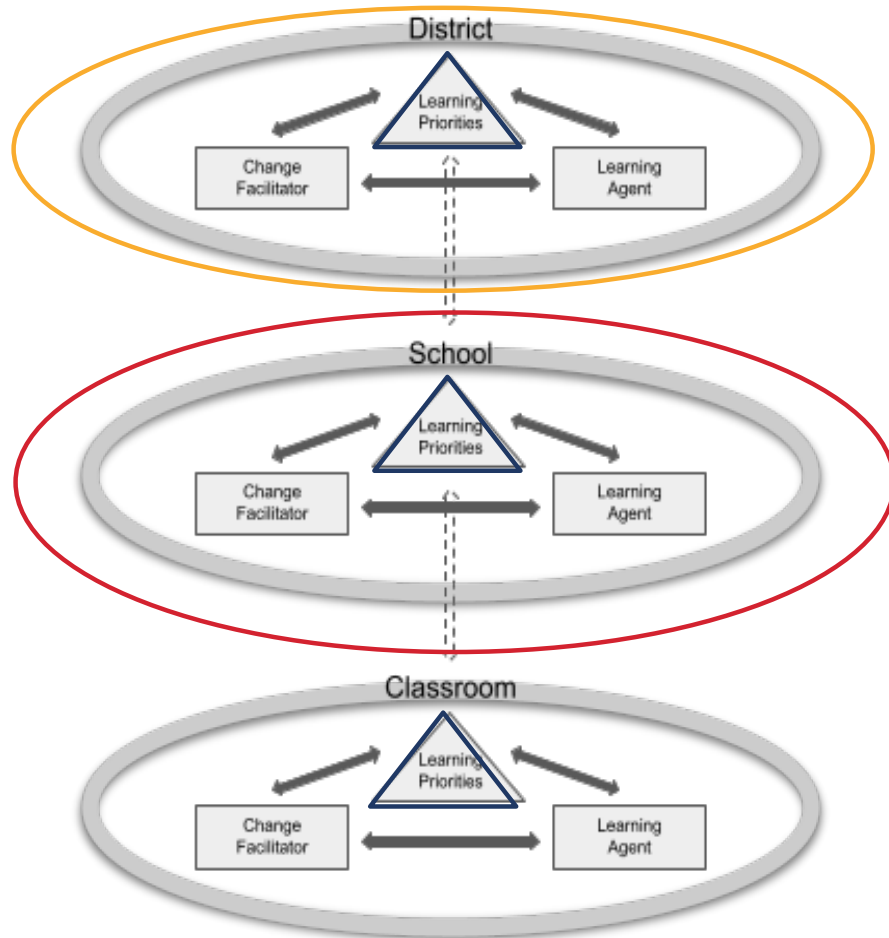 District
Learning
Priorities
Change
Facilitator
Learning
Agent
School
Learning
Priorities
Change
Facilitator
Learning
Agent
Classroom
Learning
Priorities
Change
Facilitator
Learning
Agent